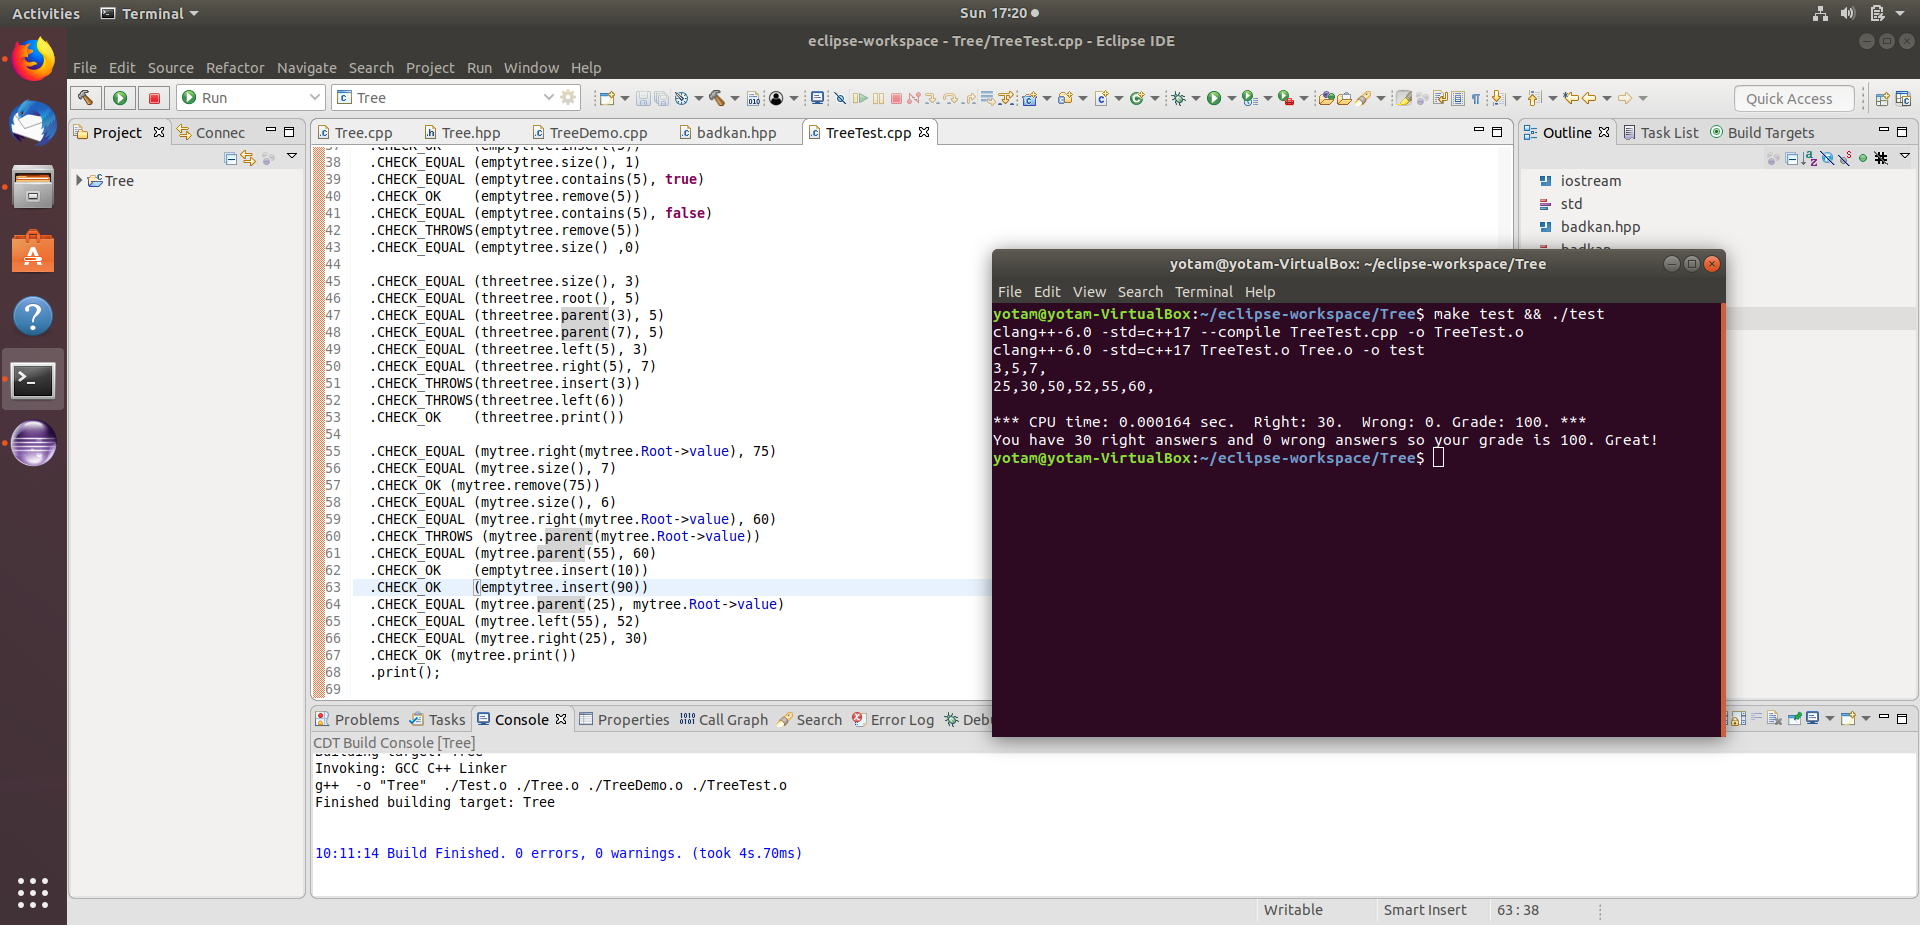 Activities Terminal Sun 17:20
eclipse-workspace - Tree/TreeTest.cpp - Eclipse IDE
File Edit Source Refactor Navigate Search Project Run Window Help
Run Tree Quick Access
Project Connec
Tree
Tree.cpp Tree.hpp TreeDemo.cpp badkan.hpp TreeTest.cpp
38 .CHECK_EQUAL (emptytree.size(), 1)
39 .CHECK_EQUAL (emptytree.contains(5), true)
40 .CHECK_OK    (emptytree.remove(5))
41 .CHECK_EQUAL (emptytree.contains(5), false)
42 .CHECK_THROWS(emptytree.remove(5))
43 .CHECK_EQUAL (emptytree.size() ,0)
44
45 .CHECK_EQUAL (threetree.size(), 3)
46 .CHECK_EQUAL (threetree.root(), 5)
47 .CHECK_EQUAL (threetree.parent(3), 5)
48 .CHECK_EQUAL (threetree.parent(7), 5)
49 .CHECK_EQUAL (threetree.left(5), 3)
50 .CHECK_EQUAL (threetree.right(5), 7)
51 .CHECK_THROWS(threetree.insert(3))
52 .CHECK_THROWS(threetree.left(6))
53 .CHECK_OK    (threetree.print())
54
55 .CHECK_EQUAL (mytree.right(mytree.Root->value), 75)
56 .CHECK_EQUAL (mytree.size(), 7)
57 .CHECK_OK (mytree.remove(75))
58 .CHECK_EQUAL (mytree.size(), 6)
59 .CHECK_EQUAL (mytree.right(mytree.Root->value), 60)
60 .CHECK_THROWS (mytree.parent(mytree.Root->value))
61 .CHECK_EQUAL (mytree.parent(55), 60)
62 .CHECK_OK    (emptytree.insert(10))
63 .CHECK_OK    (emptytree.insert(90))
64 .CHECK_EQUAL (mytree.parent(25), mytree.Root->value)
65 .CHECK_EQUAL (mytree.left(55), 52)
66 .CHECK_EQUAL (mytree.right(25), 30)
67 .CHECK_OK (mytree.print())
68 .print();
69
Outline Task List Build Targets
iostream
std
badkan.hpp
yotam@yotam-VirtualBox: ~/eclipse-workspace/Tree
File Edit View Search Terminal Help
yotam@yotam-VirtualBox:~/eclipse-workspace/Tree$ make test && ./test
clang++-6.0 -std=c++17 --compile TreeTest.cpp -o TreeTest.o
clang++-6.0 -std=c++17 TreeTest.o Tree.o -o test
3,5,7,
25,30,50,52,55,60,
*** CPU time: 0.000164 sec.  Right: 30.  Wrong: 0. Grade: 100. ***
You have 30 right answers and 0 wrong answers so your grade is 100. Great!
yotam@yotam-VirtualBox:~/eclipse-workspace/Tree$
Problems Tasks Console Properties Call Graph Search Error Log Debu
CDT Build Console [Tree]
Building target: Tree
Invoking: GCC C++ Linker
g++  -o "Tree"  ./Test.o ./Tree.o ./TreeDemo.o ./TreeTest.o
Finished building target: Tree
10:11:14 Build Finished. 0 errors, 0 warnings. (took 4s.70ms)
Writable Smart Insert 63 : 38